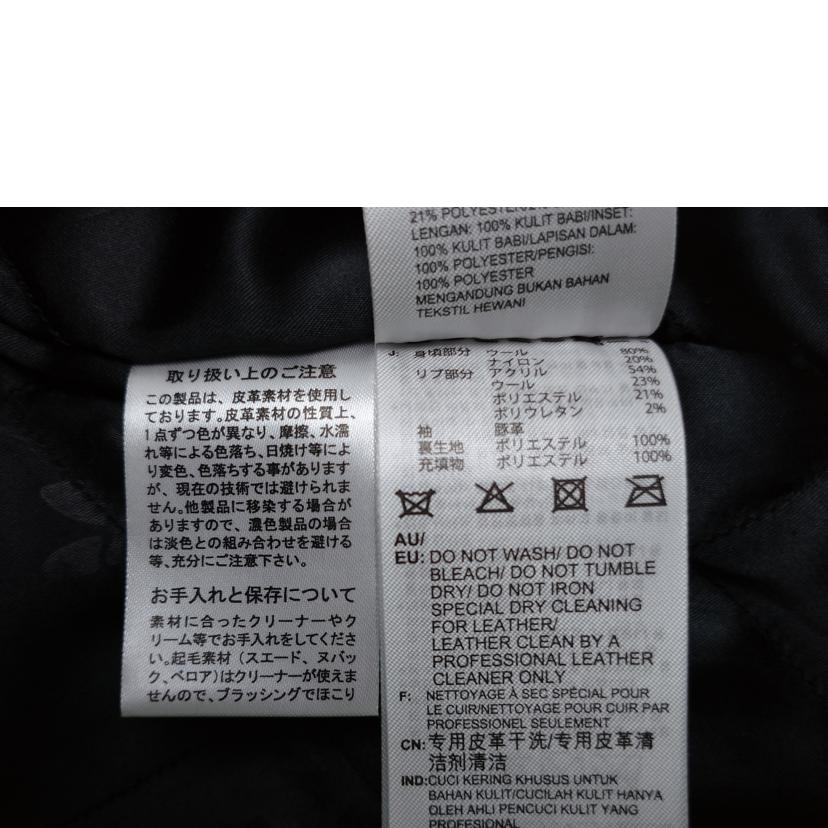 21% POLYESTER/2%
LENGAN: 100% KULIT BABI/INSET:
100% KULIT BABI/LAPISAN DALAM:
100% POLYESTER/PENGISI:
100% POLYESTER
MENGANDUNG BUKAN BAHAN
TEKSTIL HEWANI
取り扱い上のご注意
この製品は、皮革素材を使用し
ております。皮革素材の性質上、
1点ずつ色が異なり、摩擦、水濡
れ等による色落ち、日焼け等によ
り変色、色落ちする事があります
が、現在の技術では避けられま
せん。他製品に移染する場合が
ありますので、濃色製品の場合
は淡色との組み合わせを避ける
等、充分にご注意下さい。
お手入れと保存について
素材に合ったクリーナーやク
リーム等でお手入れをしてくださ
い。起毛素材(スエード、ヌバッ
ク、ベロア)はクリーナーが使えま
せんので、ブラッシングでほこり
J: 身頃部分 ウール 80%
ナイロン 20%
リブ部分 アクリル 54%
ウール 23%
ポリエステル 21%
ポリウレタン 2%
袖 豚革
裏生地 ポリエステル 100%
充填物 ポリエステル 100%
AU/
EU: DO NOT WASH/ DO NOT
BLEACH/ DO NOT TUMBLE
DRY/ DO NOT IRON
SPECIAL DRY CLEANING
FOR LEATHER/
LEATHER CLEAN BY A
PROFESSIONAL LEATHER
CLEANER ONLY
F: NETTOYAGE À SEC SPÉCIAL POUR
LE CUIR/NETTOYAGE POUR CUIR PAR
PROFESSIONEL SEULEMENT
CN: 专用皮革干洗/专用皮革清
洁剂清洁
IND: CUCI KERING KHUSUS UNTUK
BAHAN KULIT/CUCILAH KULIT HANYA
OLEH AHLI PENCUCI KULIT YANG
PROFESSIONAL